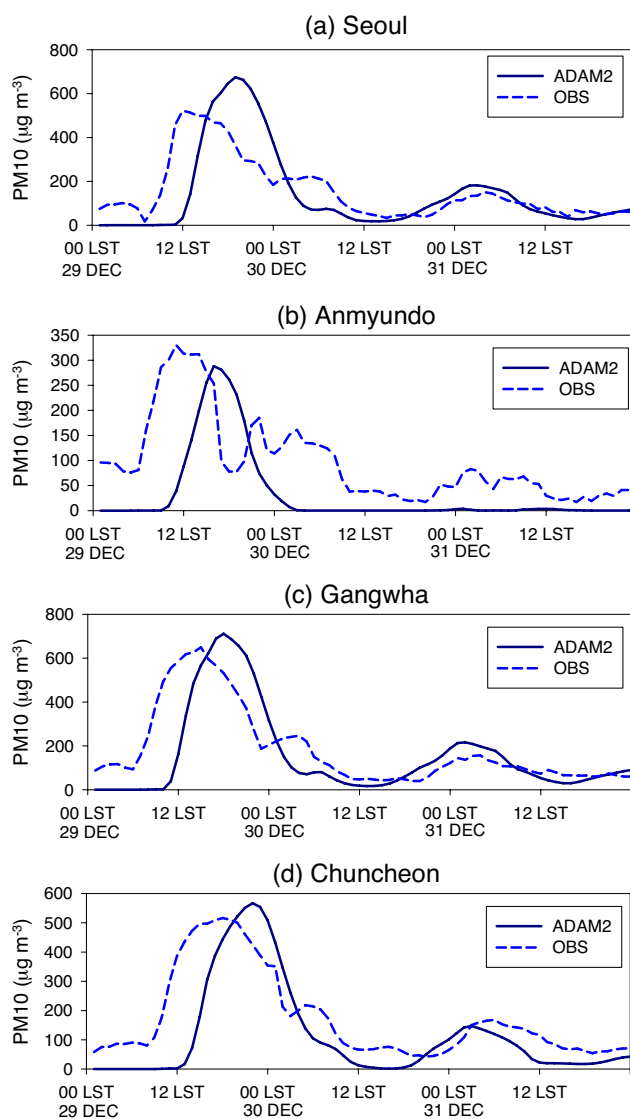 (a) Seoul
PM10 (μg m-3)
800
600
400
200
0
ADAM2
OBS
00 LST 12 LST 00 LST 12 LST 00 LST 12 LST
29 DEC 30 DEC 31 DEC
(b) Anmyundo
PM10 (μg m-3)
350
300
250
200
150
100
50
0
ADAM2
OBS
00 LST 12 LST 00 LST 12 LST 00 LST 12 LST
29 DEC 30 DEC 31 DEC
(c) Gangwha
PM10 (μg m-3)
800
600
400
200
0
ADAM2
OBS
00 LST 12 LST 00 LST 12 LST 00 LST 12 LST
29 DEC 30 DEC 31 DEC
(d) Chuncheon
PM10 (μg m-3)
600
500
400
300
200
100
0
ADAM2
OBS
00 LST 12 LST 00 LST 12 LST 00 LST 12 LST
29 DEC 30 DEC 31 DEC